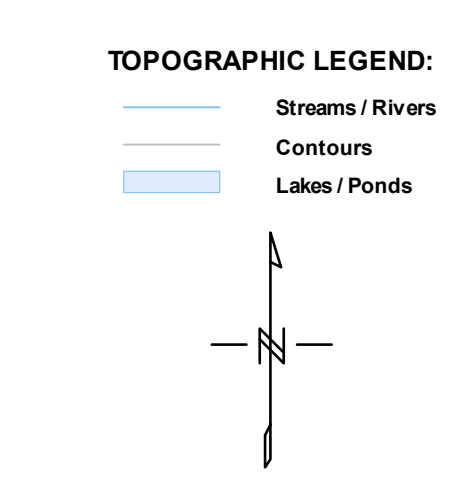 TOPOGRAPHIC LEGEND:
Streams / Rivers
Contours
Lakes / Ponds
N